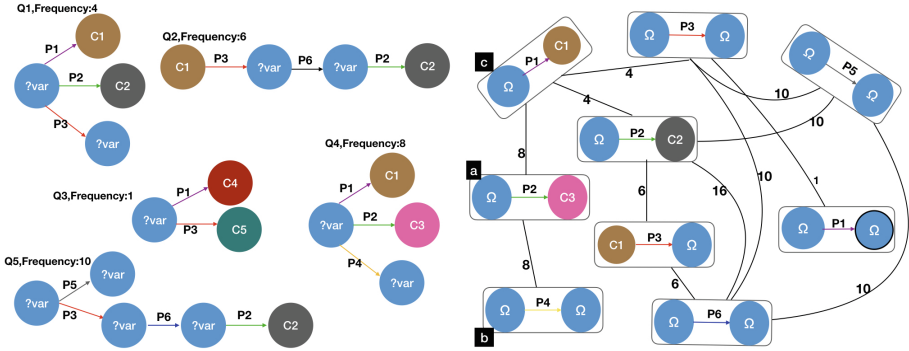 Q1,Frequency:4
P1
C1
?var
P2
C2
P3
?var
Q2,Frequency:6
C1
P3
?var
P6
?var
P2
C2
Q3,Frequency:1
P1
C4
?var
P3
C5
Q4,Frequency:8
P1
C1
?var
P2
C3
P4
?var
Q5,Frequency:10
?var
P5
?var
P3
?var
P6
?var
P2
C2
c
Ω
P1
C1
Ω
P3
Ω
Ω
P5
Ω
4
4
10
10
Ω
P2
C2
8
a
Ω
P2
C3
6
16
10
1
Ω
P1
Ω
C1
P3
Ω
8
6
10
Ω
P4
Ω
b
Ω
P6
Ω